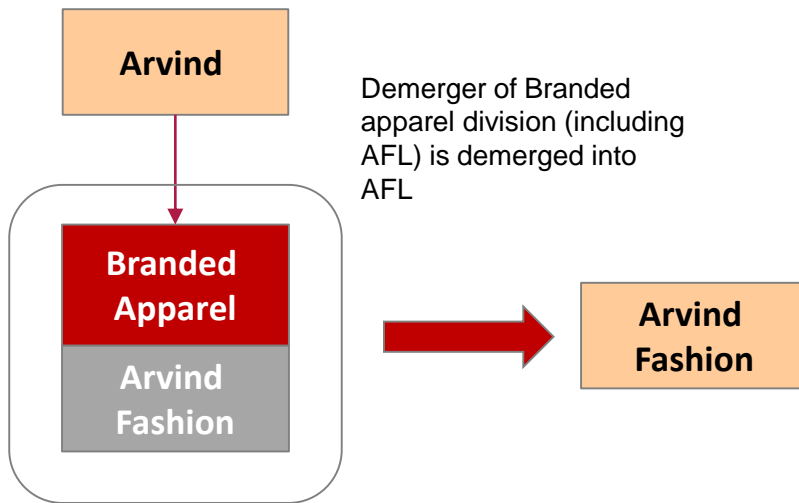 Arvind
Demerger of Branded
apparel division (including
AFL) is demerged into
AFL
Branded
Apparel
Arvind
Fashion
Arvind
Fashion